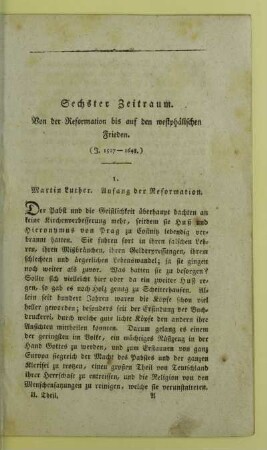 Sechster Zeitraum.
Von der Reformation bis auf den westphälischen
Frieden.
(J. 1517—1648.)
1.
Martin Luther. Anfang der Reformation.
Der Pabst und die Geistlichkeit überhaupt dachten an
keine Kirchenverbesserung mehr, seitdem sie Huß und
Hieronymus von Prag zu Costnitz lebendig ver-
brannt hatten. Sie fuhren fort in ihren falschen Leh-
ren, ihren Mißbräuchen, ihren Gelderpressungen, ihrem
schlechten und ärgerlichen Lebenswandel; ja sie giengen
noch weiter als zuvor. Was hatten sie zu besorgen?
Sollte sich vielleicht hier oder da ein zweiter Huß re-
gen, so gab es noch Holz genug zu Scheiterhaufen. Al-
lein seit hundert Jahren waren die Köpfe schon viel
heller geworden, besonders seit der Erfindung der Buch-
druckerei, durch welche gute lichte Köpfe den andern ihre
Ansichten mittheilen konnten. Darum gelang es einem
der geringsten im Volke, ein mächtiges Rüstzeug in der
Hand Gottes zu werden, und zum Erstaunen von ganz
Europa siegreich der Macht des Pabstes und der ganzen
Klerisei zu trotzen, einen großen Theil von Teutschland
ihrer Herrschaft zu entreissen, und die Religion von den
Menschensatzungen zu reinigen, welche sie verunstalteten.
II. Theil. A